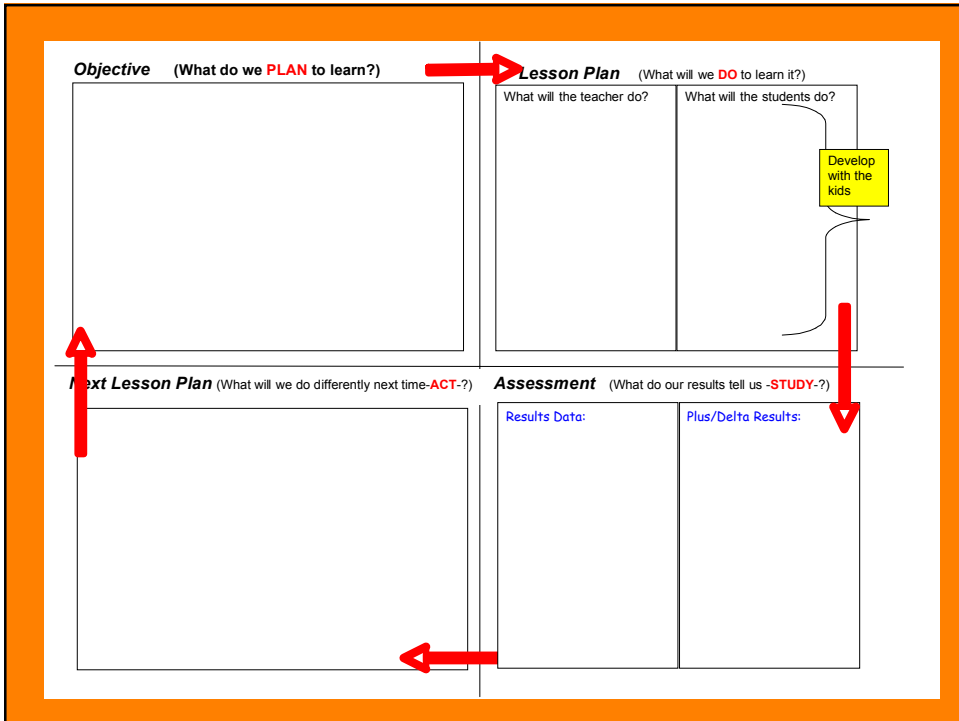 Objective (What do we PLAN to learn?)
Lesson Plan (What will we DO to learn it?)
What will the teacher do?
What will the students do?
Develop
with the
kids
Next Lesson Plan (What will we do differently next time-ACT-?)
Assessment (What do our results tell us -STUDY-?)
Results Data:
Plus/Delta Results: